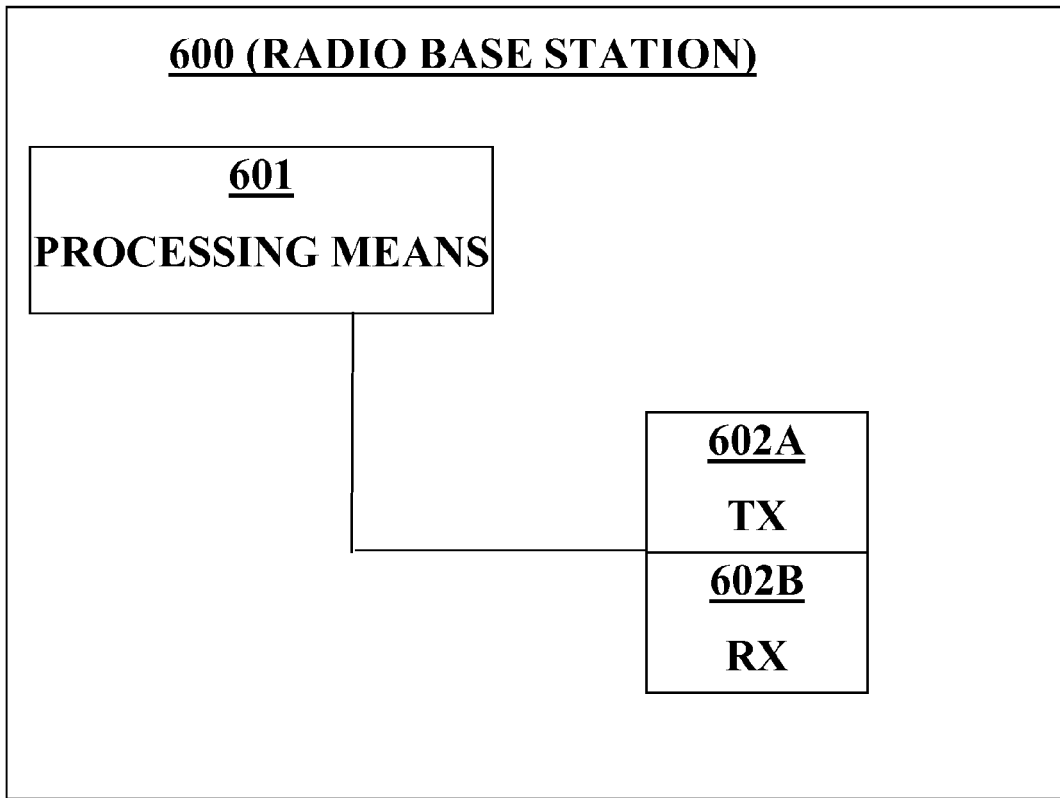 600 (RADIO BASE STATION)
601
PROCESSING MEANS
602A
TX
602B
RX